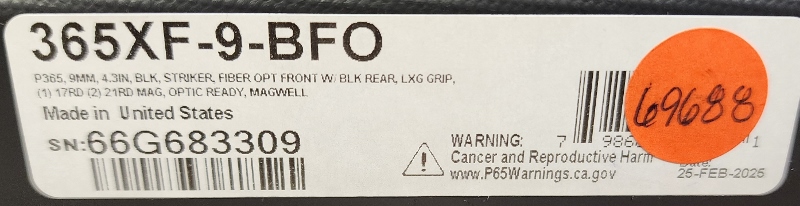 365XF-9-BFO
P365, 9MM, 4.3IN, BLK, STRIKER, FIBER OPT FRONT W/ BLK REAR, LXG GRIP,
(1) 17RD (2) 21RD MAG, OPTIC READY, MAGWELL
Made in United States
SN:66G683309
WARNING:
Cancer and Reproductive Harm
www.P65Warnings.ca.gov
69688
25-FEB-2025